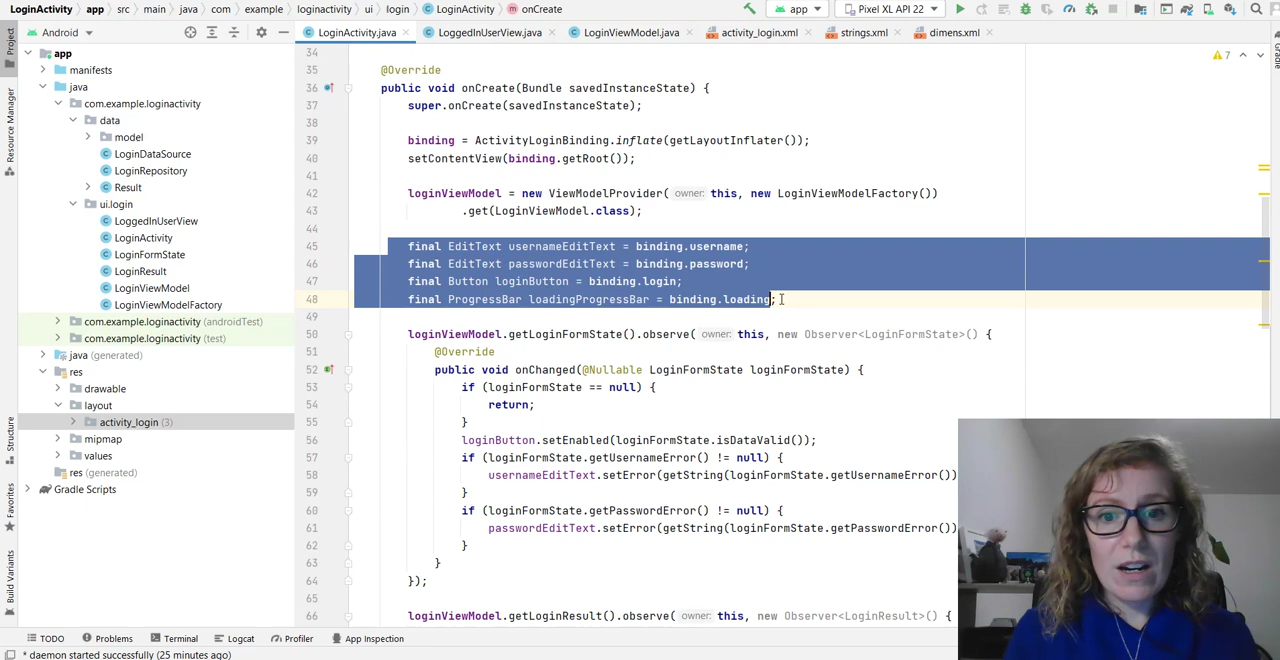 LoginActivity app src main java com example loginactivity ui login LoginActivity onCreate app Pixel XL API 22
Android LoginActivity.java LoggedInUserView.java LoginViewModel.java activity_login.xml strings.xml dimens.xml
Project
Resource Manager
Structure
Favorites
Build Variants
Gradle
app
manifests
java
com.example.loginactivity
data
model
LoginDataSource
LoginRepository
Result
ui.login
LoggedInUserView
LoginActivity
LoginFormState
LoginResult
LoginViewModel
LoginViewModelFactory
com.example.loginactivity (androidTest)
com.example.loginactivity (test)
java (generated)
res
drawable
layout
activity_login (3)
mipmap
values
res (generated)
Gradle Scripts
7
34
35 @Override
36 public void onCreate(Bundle savedInstanceState) {
37 super.onCreate(savedInstanceState);
38
39 binding = ActivityLoginBinding.inflate(getLayoutInflater());
40 setContentView(binding.getRoot());
41
42 loginViewModel = new ViewModelProvider( owner: this, new LoginViewModelFactory())
43 .get(LoginViewModel.class);
44
45 final EditText usernameEditText = binding.username;
46 final EditText passwordEditText = binding.password;
47 final Button loginButton = binding.login;
48 final ProgressBar loadingProgressBar = binding.loading;
49
50 loginViewModel.getLoginFormState().observe( owner: this, new Observer<LoginFormState>() {
51 @Override
52 public void onChanged(@Nullable LoginFormState loginFormState) {
53 if (loginFormState == null) {
54 return;
55 }
56 loginButton.setEnabled(loginFormState.isDataValid());
57 if (loginFormState.getUsernameError() != null) {
58 usernameEditText.setError(getString(loginFormState.getUsernameError())
59 }
60 if (loginFormState.getPasswordError() != null) {
61 passwordEditText.setError(getString(loginFormState.getPasswordError())
62 }
63 }
64 });
65
66 loginViewModel.getLoginResult().observe( owner: this, new Observer<LoginResult>() {
TODO Problems Terminal Logcat Profiler App Inspection
* daemon started successfully (25 minutes ago)